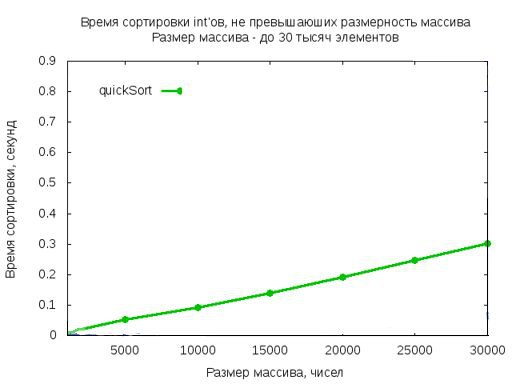 Время сортировки int'ов, не превышаюших размерность массива
Размер массива - до 30 тысяч элементов
0.9
0.8
quickSort
0.7
0.6
0.5
0.4
0.3
0.2
0.1
0
Время сортировки, секунд
5000 10000 15000 20000 25000 30000
Размер массива, чисел